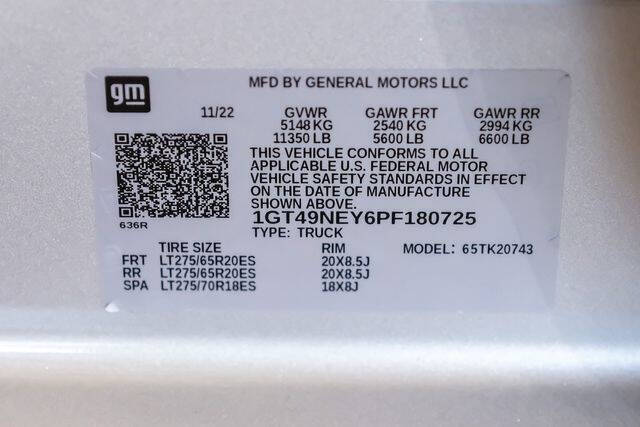 gm
MFD BY GENERAL MOTORS LLC
11/22 GVWR GAWR FRT GAWR RR
5148 KG 2540 KG 2994 KG
11350 LB 5600 LB 6600 LB
THIS VEHICLE CONFORMS TO ALL
APPLICABLE U.S. FEDERAL MOTOR
VEHICLE SAFETY STANDARDS IN EFFECT
ON THE DATE OF MANUFACTURE
SHOWN ABOVE.
636R
1GT49NEY6PF180725
TYPE: TRUCK
TIRE SIZE RIM MODEL: 65TK20743
FRT LT275/65R20ES 20X8.5J
RR LT275/65R20ES 20X8.5J
SPA LT275/70R18ES 18X8J